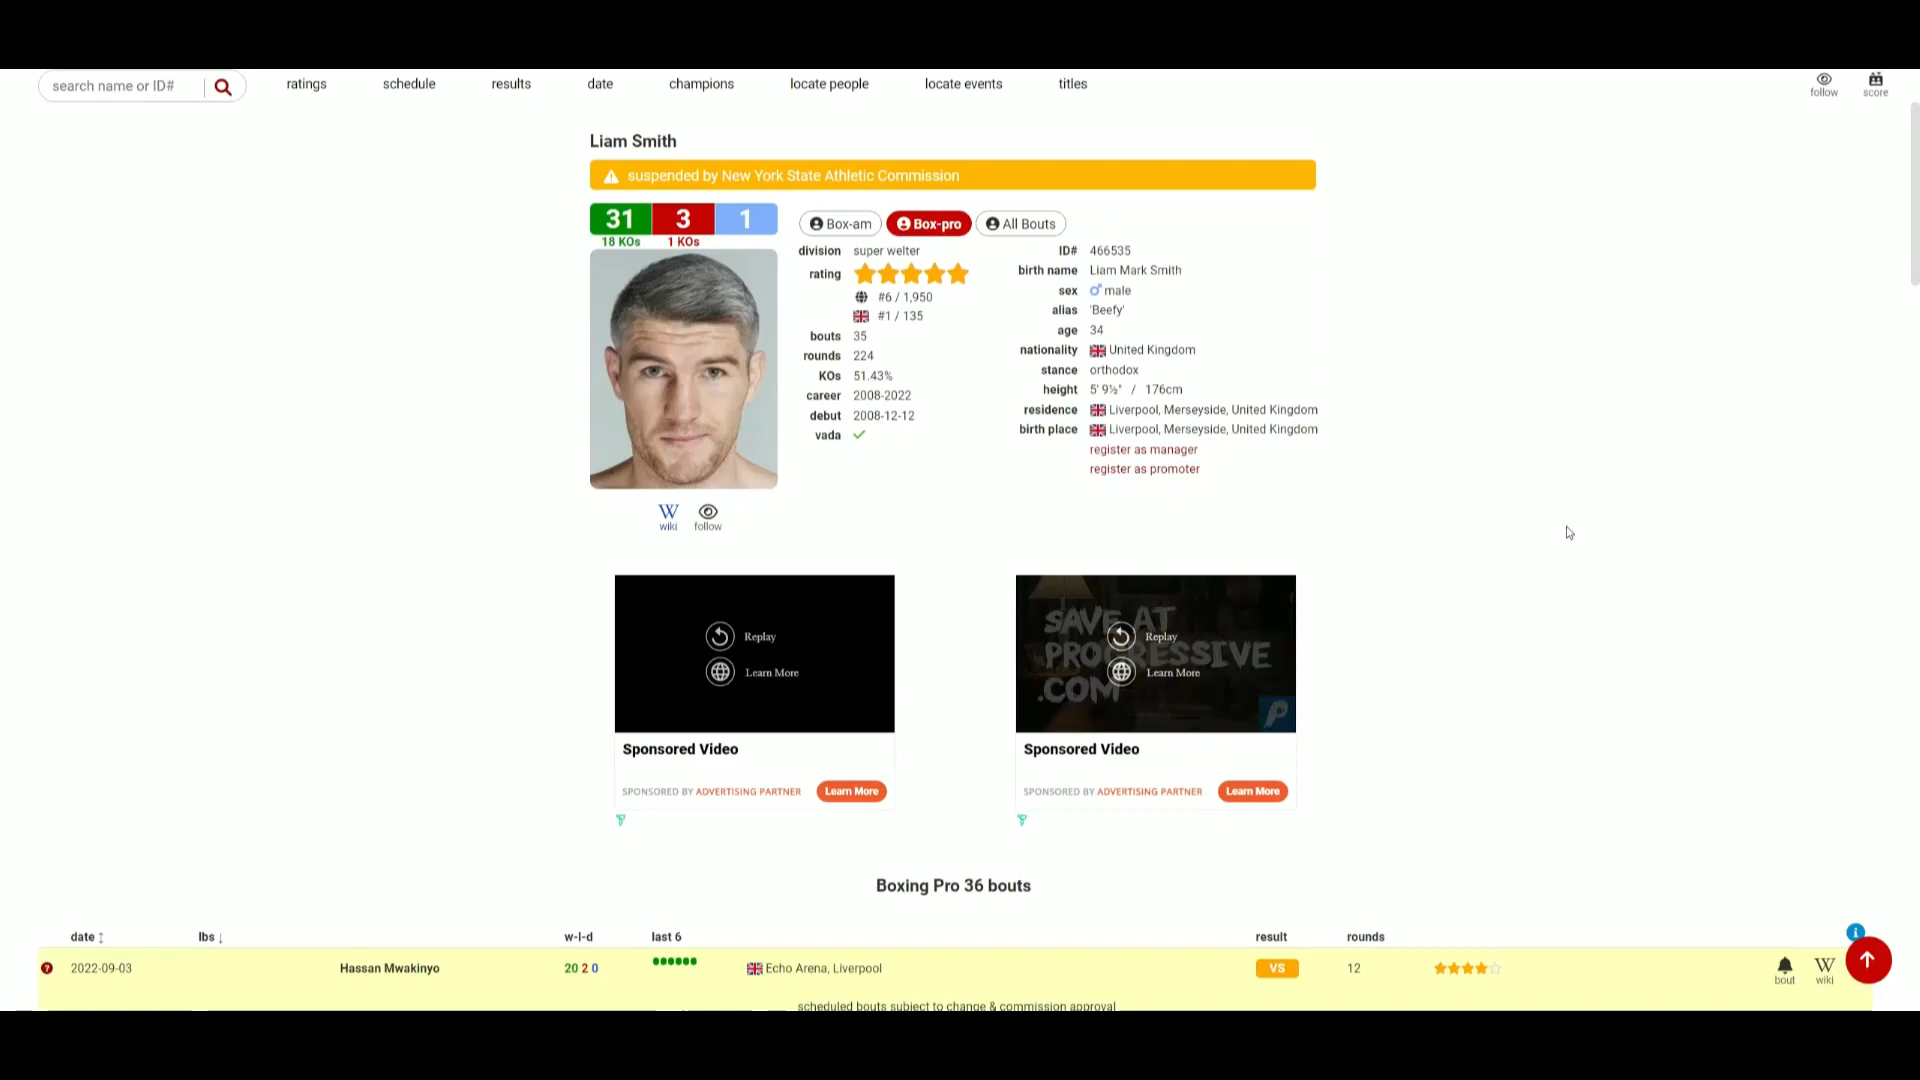 search name or ID#
ratings schedule results date champions locate people locate events titles
follow score
Liam Smith
suspended by New York State Athletic Commission
31 3 1
18 KOs 1 KOs
Box-am Box-pro All Bouts
division super welter
rating
#6 / 1,950
#1 / 135
bouts 35
rounds 224
KOs 51.43%
career 2008-2022
debut 2008-12-12
vada
ID# 466535
birth name Liam Mark Smith
sex male
alias 'Beefy'
age 34
nationality United Kingdom
stance orthodox
height 5' 9½" / 176cm
residence Liverpool, Merseyside, United Kingdom
birth place Liverpool, Merseyside, United Kingdom
register as manager
register as promoter
W
wiki follow
Replay
Learn More
Sponsored Video
SPONSORED BY ADVERTISING PARTNER Learn More
SAVE AT
PROGRESSIVE
.COM
P
Replay
Learn More
Sponsored Video
SPONSORED BY ADVERTISING PARTNER Learn More
Boxing Pro 36 bouts
date lbs w-l-d last 6 result rounds
i
? 2022-09-03 Hassan Mwakinyo 20 2 0 Echo Arena, Liverpool VS 12
W
bout wiki
scheduled bouts subject to change & commission approval